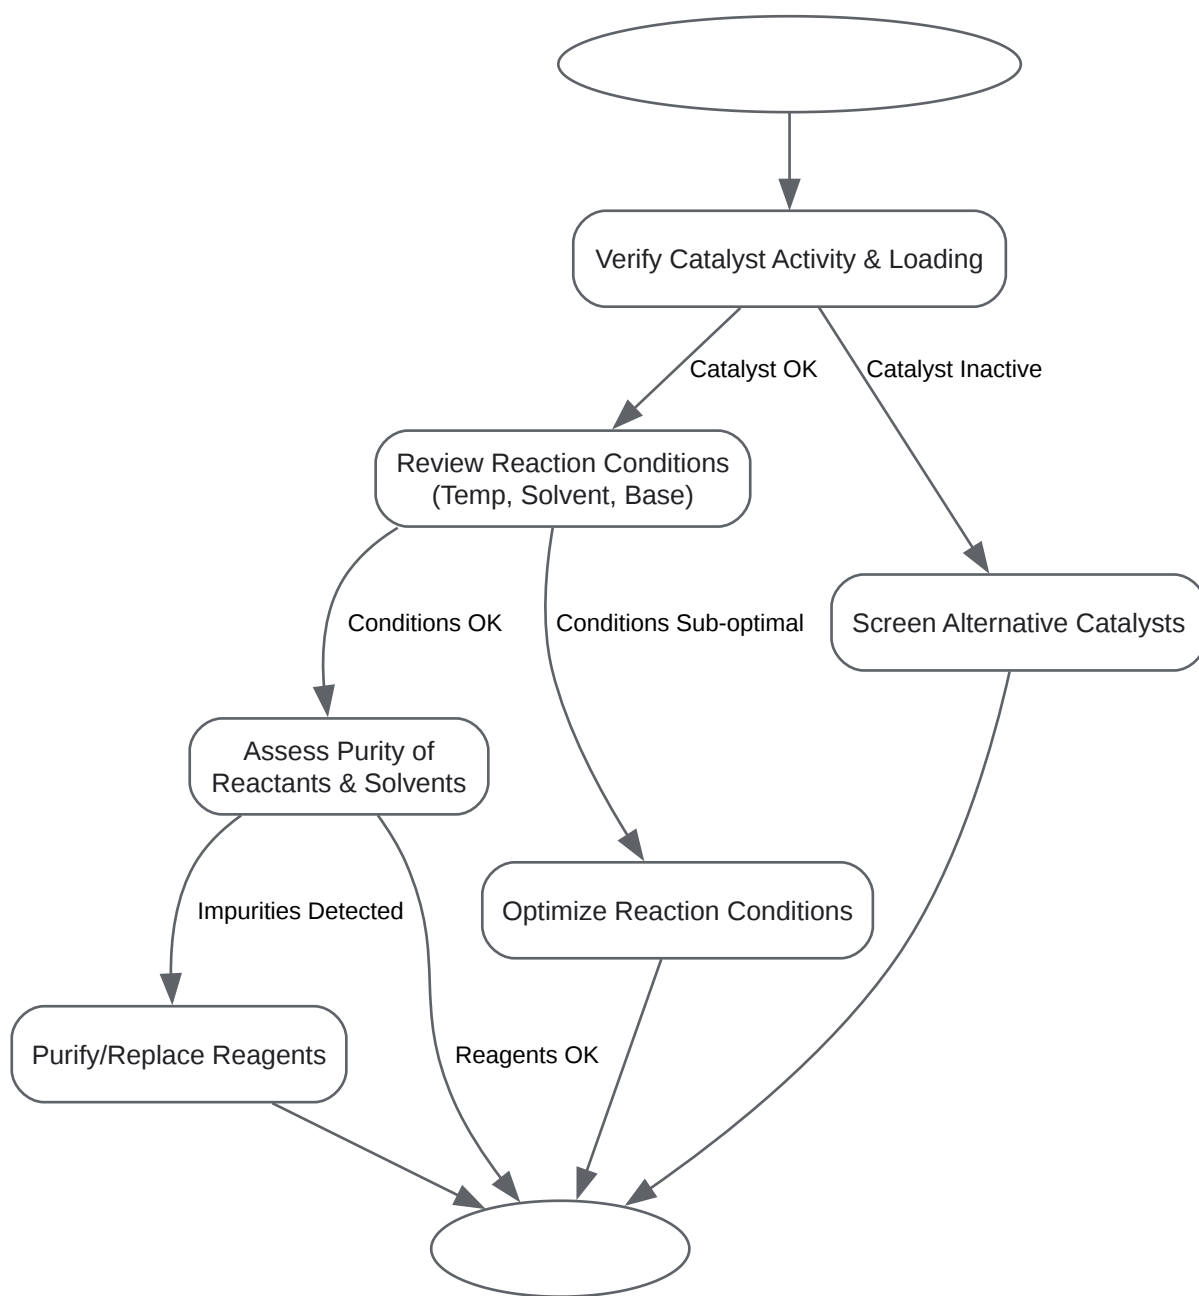 Verify Catalyst Activity & Loading
Catalyst OK
Catalyst Inactive
Review Reaction Conditions
(Temp, Solvent, Base)
Conditions OK
Conditions Sub-optimal
Screen Alternative Catalysts
Assess Purity of
Reactants & Solvents
Impurities Detected
Optimize Reaction Conditions
Purify/Replace Reagents
Reagents OK